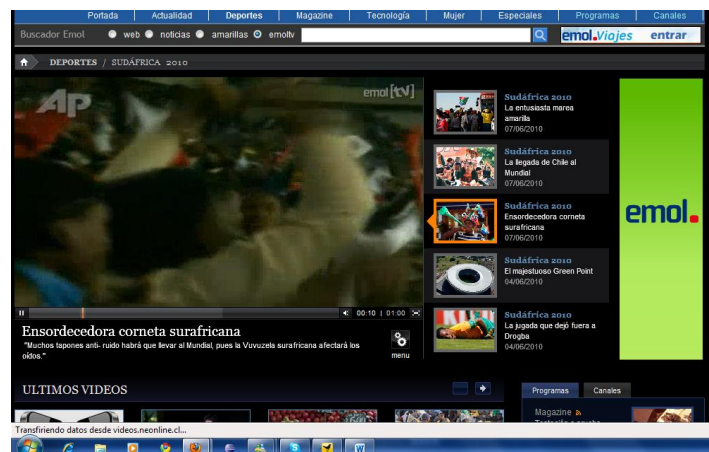 Portada Actualidad Deportes Magazine Tecnología Mujer Especiales Programas Canales
Buscador Emol web noticias amarillas emoltv emol.Viajes entrar
DEPORTES / SUDÁFRICA 2010
AP
emol[tv]
Sudáfrica 2010
La entusiasta marea
amarilla
07/06/2010
Sudáfrica 2010
La llegada de Chile al
Mundial
07/06/2010
Sudáfrica 2010
Ensordecedora corneta
surafricana
07/06/2010
Sudáfrica 2010
El majestuoso Green Point
04/06/2010
Sudáfrica 2010
La jugada que dejó fuera a
Drogba
04/06/2010
emol.
00:10 | 01:00
Ensordecedora corneta surafricana
"Muchos tapones anti- ruido habrá que llevar al Mundial, pues la Vuvuzela surafricana afectará los
oídos."
menu
ULTIMOS VIDEOS
Programas Canales
Magazine
Transfiriendo datos desde videos.neonline.cl...